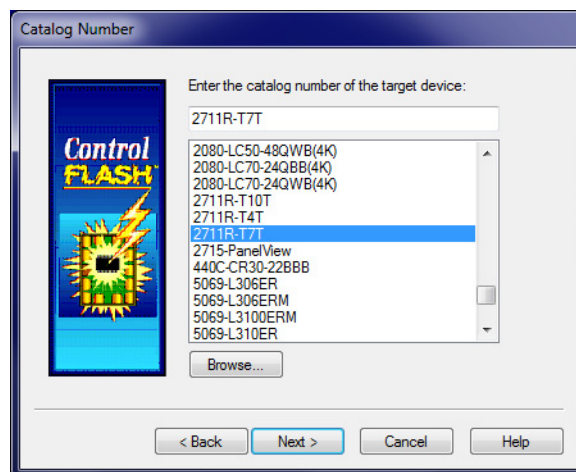 Catalog Number
Enter the catalog number of the target device:
2711R-T7T
Control
FLASH
2080-LC50-48QWB(4K)
2080-LC70-24QBB(4K)
2080-LC70-24QWB(4K)
2711R-T10T
2711R-T4T
2711R-T7T
2715-PanelView
440C-CR30-22BBB
5069-L306ER
5069-L306ERM
5069-L3100ERM
5069-L310ER
Browse...
< Back
Next >
Cancel
Help